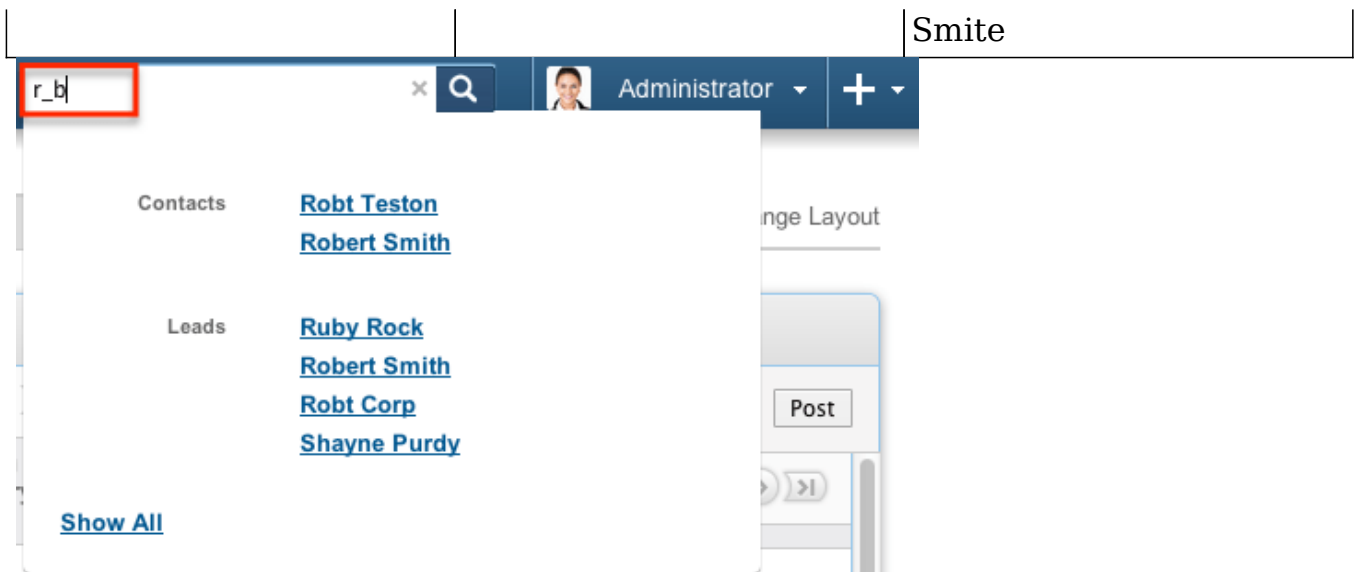 Smite
r_b
Administrator
Contacts Robt Teston
Robert Smith
nge Layout
Leads Ruby Rock
Robert Smith
Robt Corp
Post
Shayne Purdy
Show All